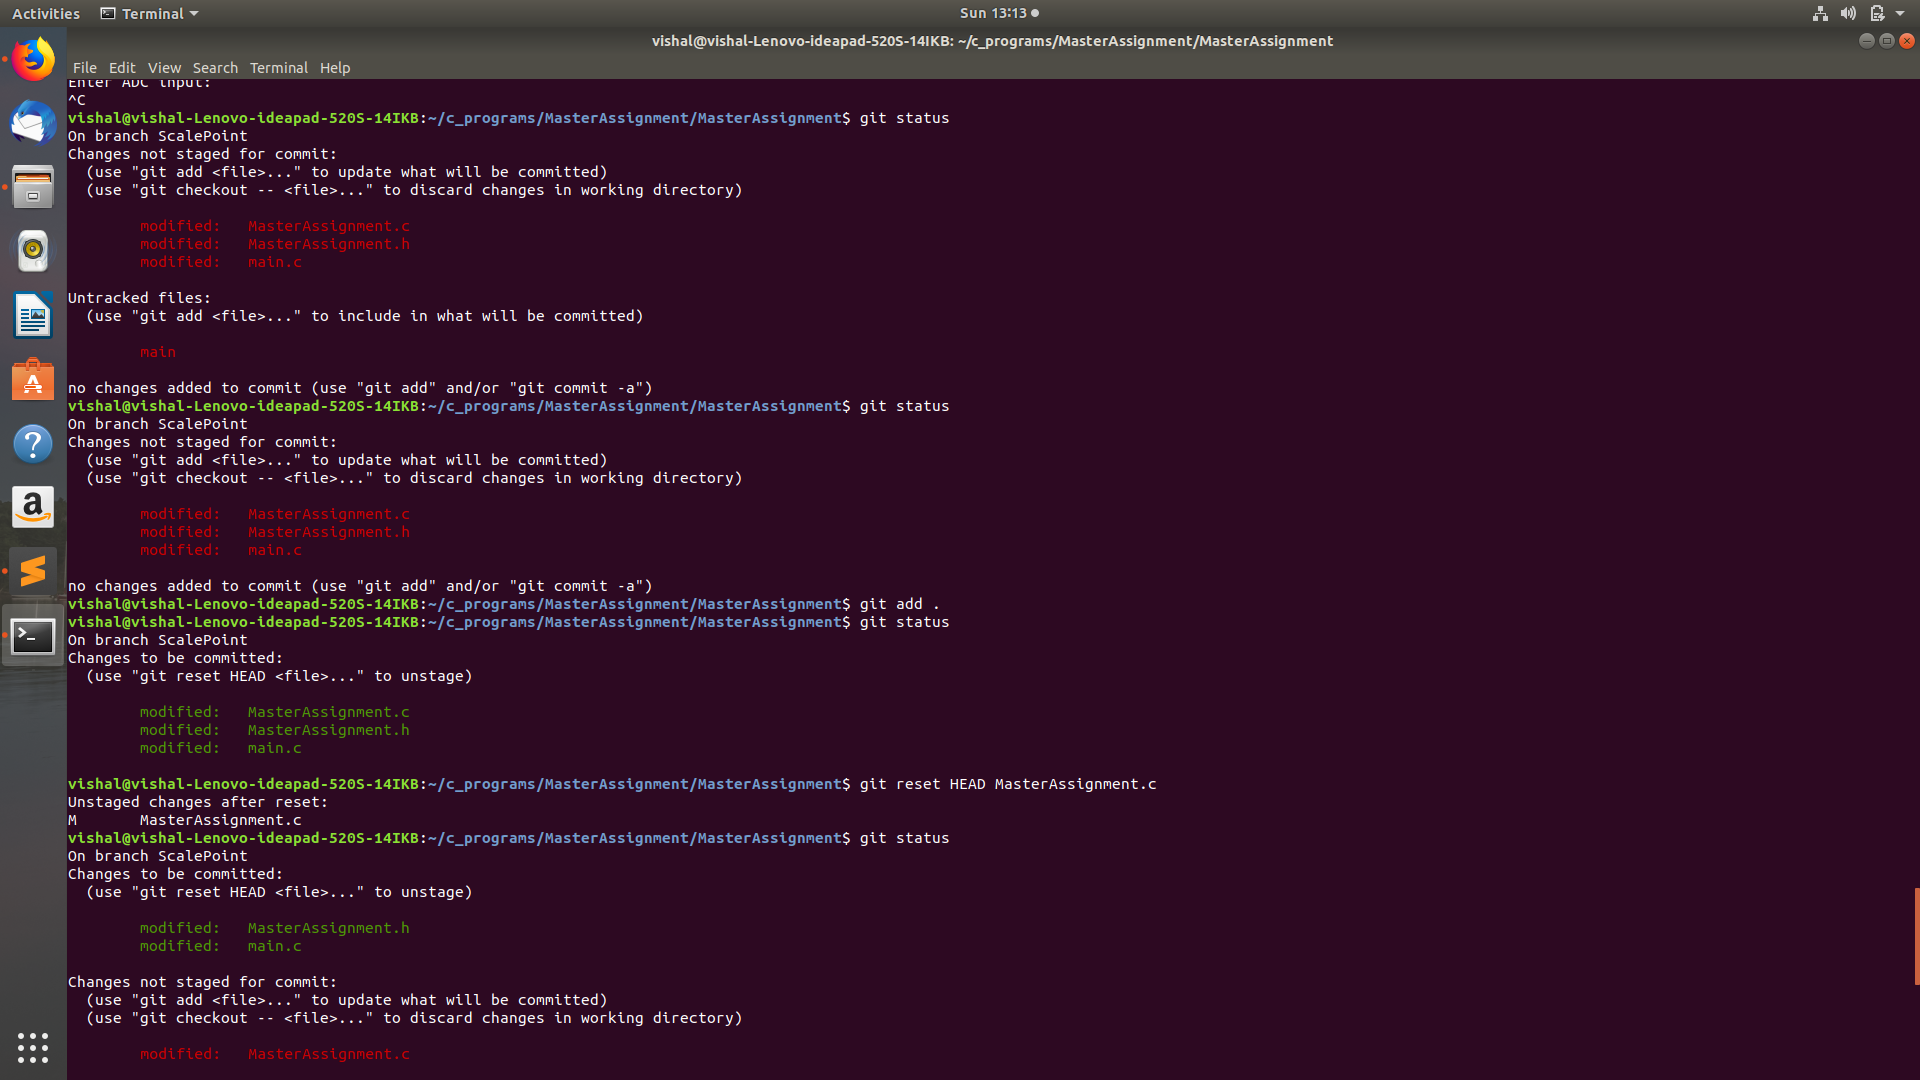 Activities Terminal Sun 13:13
vishal@vishal-Lenovo-ideapad-520S-14IKB: ~/c_programs/MasterAssignment/MasterAssignment
File Edit View Search Terminal Help
Enter ADC input:
^C
vishal@vishal-Lenovo-ideapad-520S-14IKB:~/c_programs/MasterAssignment/MasterAssignment$ git status
On branch ScalePoint
Changes not staged for commit:
  (use "git add <file>..." to update what will be committed)
  (use "git checkout -- <file>..." to discard changes in working directory)
        modified:   MasterAssignment.c
        modified:   MasterAssignment.h
        modified:   main.c
Untracked files:
  (use "git add <file>..." to include in what will be committed)
        main
no changes added to commit (use "git add" and/or "git commit -a")
vishal@vishal-Lenovo-ideapad-520S-14IKB:~/c_programs/MasterAssignment/MasterAssignment$ git status
On branch ScalePoint
Changes not staged for commit:
  (use "git add <file>..." to update what will be committed)
  (use "git checkout -- <file>..." to discard changes in working directory)
        modified:   MasterAssignment.c
        modified:   MasterAssignment.h
        modified:   main.c
no changes added to commit (use "git add" and/or "git commit -a")
vishal@vishal-Lenovo-ideapad-520S-14IKB:~/c_programs/MasterAssignment/MasterAssignment$ git add .
vishal@vishal-Lenovo-ideapad-520S-14IKB:~/c_programs/MasterAssignment/MasterAssignment$ git status
On branch ScalePoint
Changes to be committed:
  (use "git reset HEAD <file>..." to unstage)
        modified:   MasterAssignment.c
        modified:   MasterAssignment.h
        modified:   main.c
vishal@vishal-Lenovo-ideapad-520S-14IKB:~/c_programs/MasterAssignment/MasterAssignment$ git reset HEAD MasterAssignment.c
Unstaged changes after reset:
M       MasterAssignment.c
vishal@vishal-Lenovo-ideapad-520S-14IKB:~/c_programs/MasterAssignment/MasterAssignment$ git status
On branch ScalePoint
Changes to be committed:
  (use "git reset HEAD <file>..." to unstage)
        modified:   MasterAssignment.h
        modified:   main.c
Changes not staged for commit:
  (use "git add <file>..." to update what will be committed)
  (use "git checkout -- <file>..." to discard changes in working directory)
        modified:   MasterAssignment.c